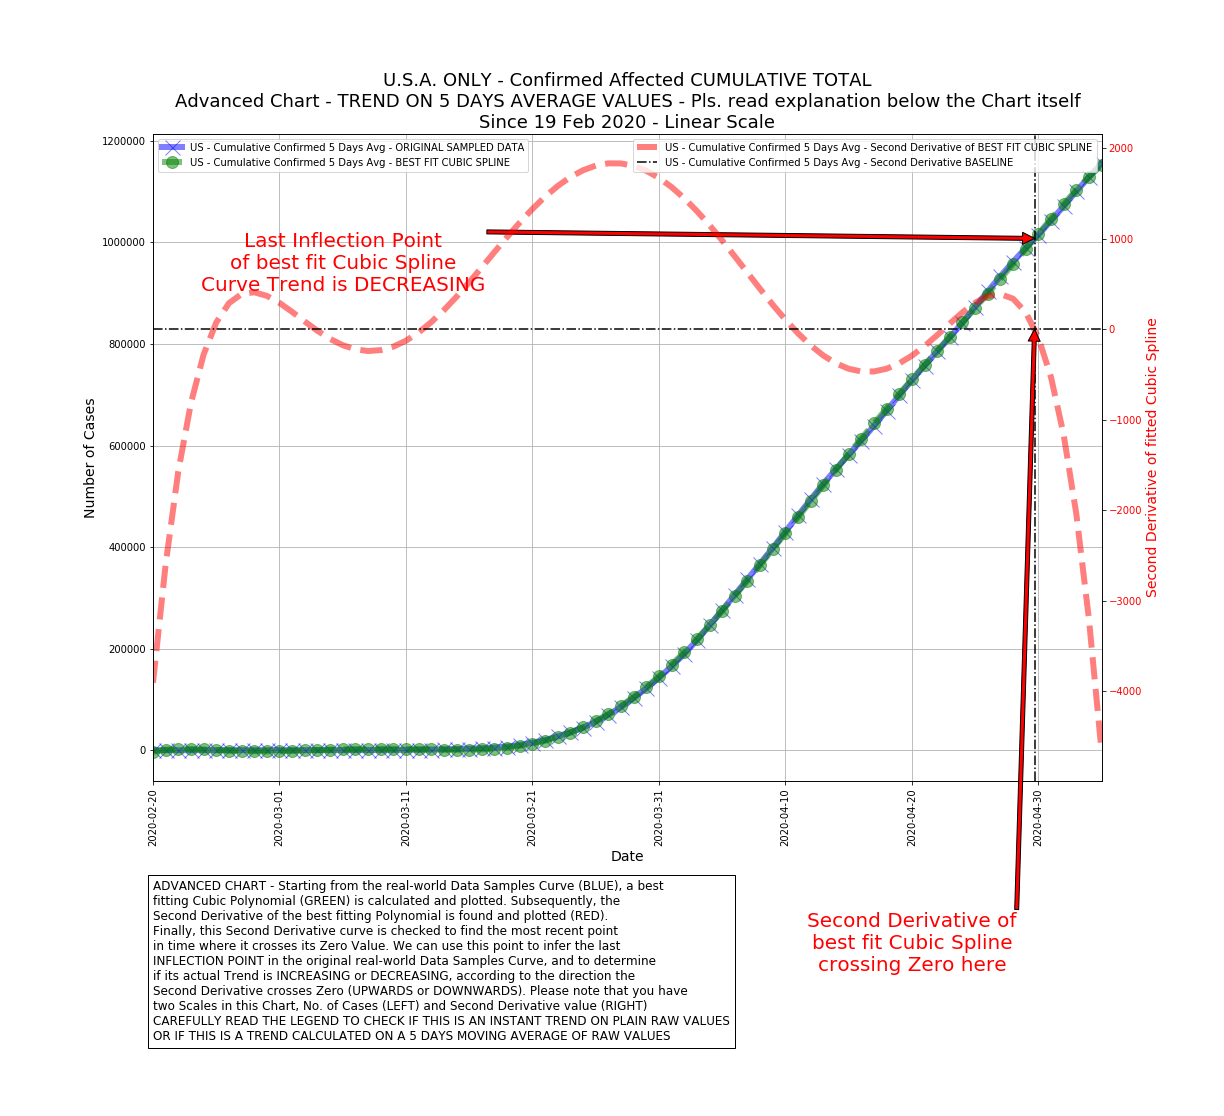 U.S.A. ONLY - Confirmed Affected CUMULATIVE TOTAL
Advanced Chart - TREND ON 5 DAYS AVERAGE VALUES - Pls. read explanation below the Chart itself
Since 19 Feb 2020 - Linear Scale
US - Cumulative Confirmed 5 Days Avg - ORIGINAL SAMPLED DATA
US - Cumulative Confirmed 5 Days Avg - BEST FIT CUBIC SPLINE
US - Cumulative Confirmed 5 Days Avg - Second Derivative of BEST FIT CUBIC SPLINE
US - Cumulative Confirmed 5 Days Avg - Second Derivative BASELINE
Last Inflection Point
of best fit Cubic Spline
Curve Trend is DECREASING
Number of Cases
1200000
1000000
800000
600000
400000
200000
0
2000
1000
0
−1000
−2000
−3000
−4000
Second Derivative of fitted Cubic Spline
2020-02-20
2020-03-01
2020-03-11
2020-03-21
2020-03-31
2020-04-10
2020-04-20
2020-04-30
Date
ADVANCED CHART - Starting from the real-world Data Samples Curve (BLUE), a best
fitting Cubic Polynomial (GREEN) is calculated and plotted. Subsequently, the
Second Derivative of the best fitting Polynomial is found and plotted (RED).
Finally, this Second Derivative curve is checked to find the most recent point
in time where it crosses its Zero Value. We can use this point to infer the last
INFLECTION POINT in the original real-world Data Samples Curve, and to determine
if its actual Trend is INCREASING or DECREASING, according to the direction the
Second Derivative crosses Zero (UPWARDS or DOWNWARDS). Please note that you have
two Scales in this Chart, No. of Cases (LEFT) and Second Derivative value (RIGHT)
CAREFULLY READ THE LEGEND TO CHECK IF THIS IS AN INSTANT TREND ON PLAIN RAW VALUES
OR IF THIS IS A TREND CALCULATED ON A 5 DAYS MOVING AVERAGE OF RAW VALUES
Second Derivative of
best fit Cubic Spline
crossing Zero here